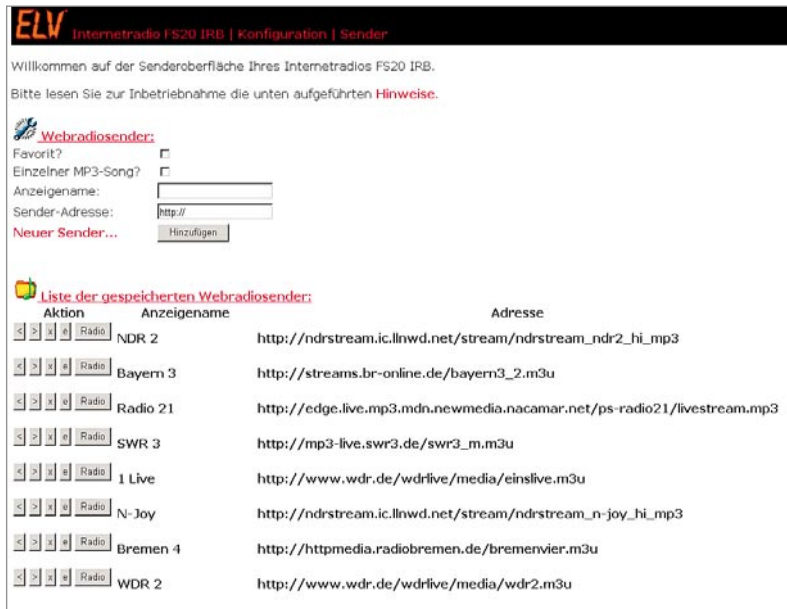 ELV Internetradio FS20 IRB | Konfiguration | Sender
Willkommen auf der Senderoberfläche Ihres Internetradios FS20 IRB.
Bitte lesen Sie zur Inbetriebnahme die unten aufgeführten Hinweise.
Webradiosender:
Favorit?
Einzelner MP3-Song?
Anzeigename:
Sender-Adresse: http://
Neuer Sender... Hinzufügen
Liste der gespeicherten Webradiosender:
Aktion Anzeigename Adresse
< > x e Radio NDR 2 http://ndrstream.ic.llnwd.net/stream/ndrstream_ndr2_hi_mp3
< > x e Radio Bayern 3 http://streams.br-online.de/bayern3_2.m3u
< > x e Radio Radio 21 http://edge.live.mp3.mdn.newmedia.nacamar.net/ps-radio21/livestream.mp3
< > x e Radio SWR 3 http://mp3-live.swr3.de/swr3_m.m3u
< > x e Radio 1 Live http://www.wdr.de/wdrlive/media/einslive.m3u
< > x e Radio N-Joy http://ndrstream.ic.llnwd.net/stream/ndrstream_n-joy_hi_mp3
< > x e Radio Bremen 4 http://httpmedia.radiobremen.de/bremenvier.m3u
< > x e Radio WDR 2 http://www.wdr.de/wdrlive/media/wdr2.m3u